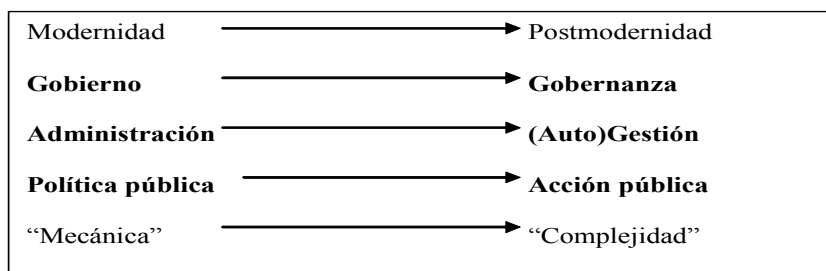 Modernidad Postmodernidad
Gobierno Gobernanza
Administración (Auto)Gestión
Política pública Acción pública
“Mecánica” “Complejidad”